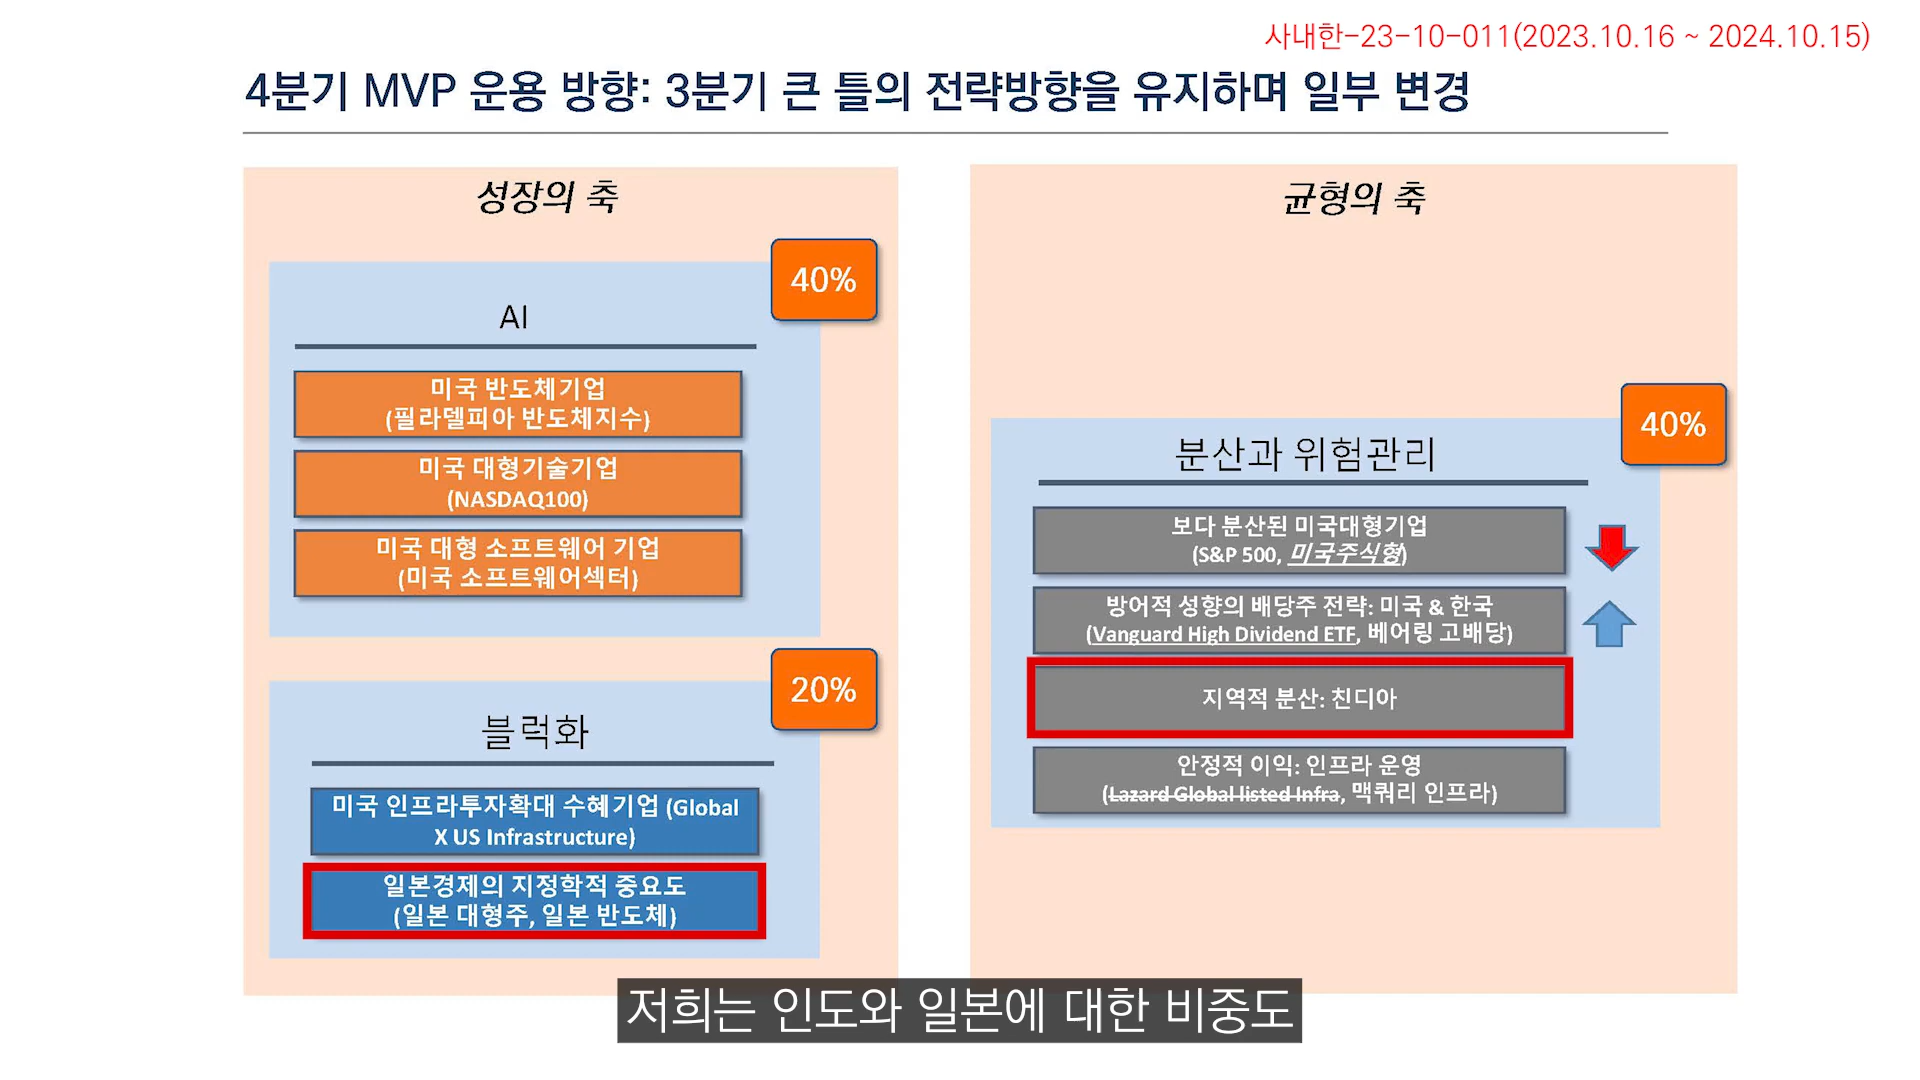 사내한-23-10-011(2023.10.16 ~ 2024.10.15)
4분기 MVP 운용 방향: 3분기 큰 틀의 전략방향을 유지하며 일부 변경
성장의 축
40%
AI
미국 반도체기업
(필라델피아 반도체지수)
미국 대형기술기업
(NASDAQ100)
미국 대형 소프트웨어 기업
(미국 소프트웨어섹터)
20%
블럭화
미국 인프라투자확대 수혜기업 (Global
X US Infrastructure)
일본경제의 지정학적 중요도
(일본 대형주, 일본 반도체)
균형의 축
40%
분산과 위험관리
보다 분산된 미국대형기업
(S&P 500, 미국주식형)
방어적 성향의 배당주 전략: 미국 & 한국
(Vanguard High Dividend ETF, 베어링 고배당)
지역적 분산: 친디아
안정적 이익: 인프라 운영
(Lazard Global listed Infra, 맥쿼리 인프라)
저희는 인도와 일본에 대한 비중도